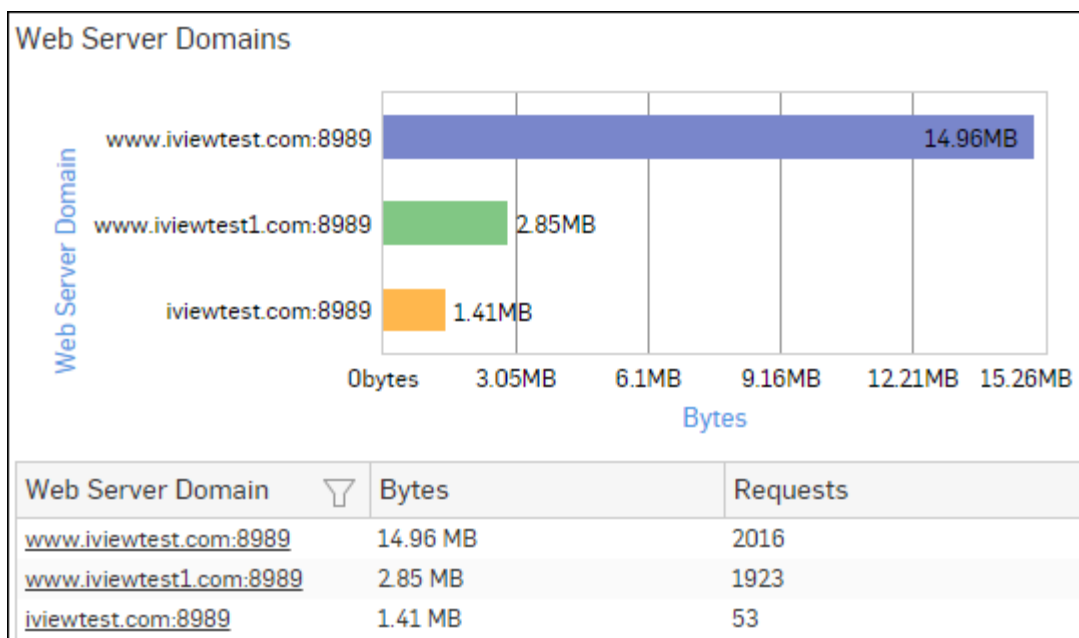 Web Server Domains
Web Server Domain
www.iviewtest.com:8989 14.96MB
www.iviewtest1.com:8989 2.85MB
iviewtest.com:8989 1.41MB
0bytes 3.05MB 6.1MB 9.16MB 12.21MB 15.26MB
Bytes
Web Server Domain Bytes Requests
www.iviewtest.com:8989 14.96 MB 2016
www.iviewtest1.com:8989 2.85 MB 1923
iviewtest.com:8989 1.41 MB 53